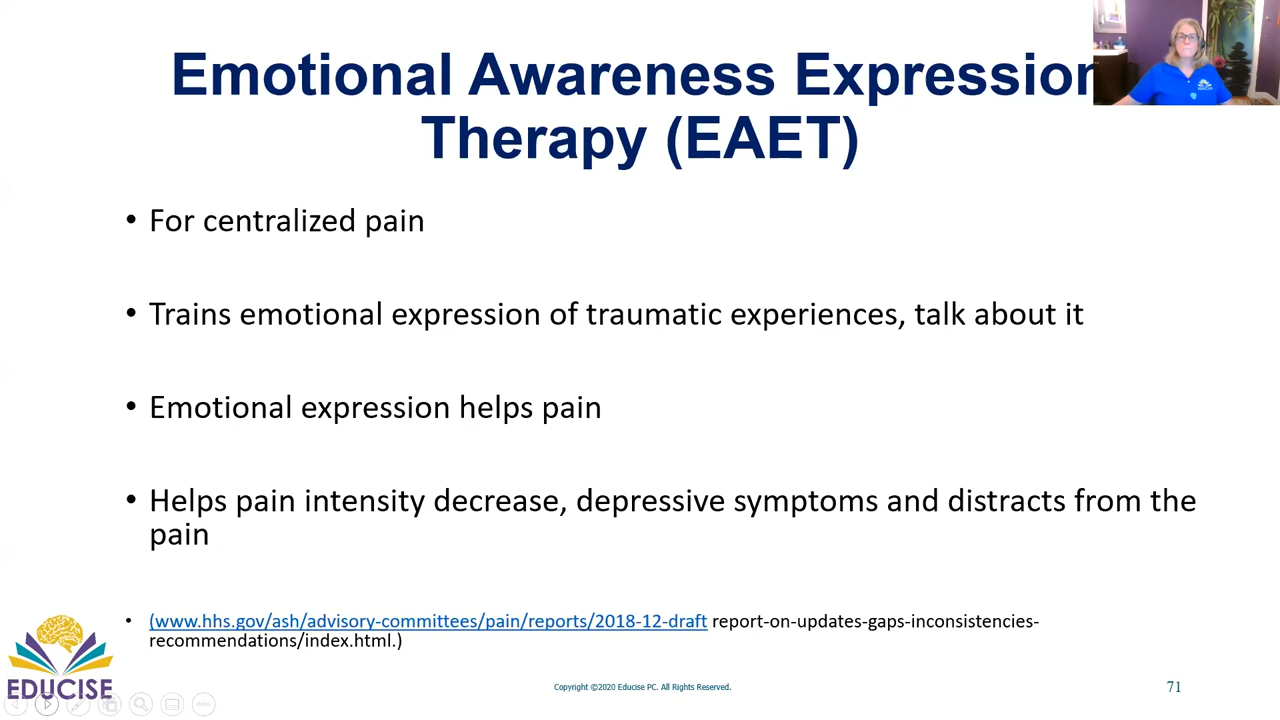 Emotional Awareness Expression
Therapy (EAET)
• For centralized pain
• Trains emotional expression of traumatic experiences, talk about it
• Emotional expression helps pain
• Helps pain intensity decrease, depressive symptoms and distracts from the
pain
• (www.hhs.gov/ash/advisory-committees/pain/reports/2018-12-draft report-on-updates-gaps-inconsistencies-
recommendations/index.html.)
EDUCISE
Copyright ©2020 Educise PC. All Rights Reserved.
71